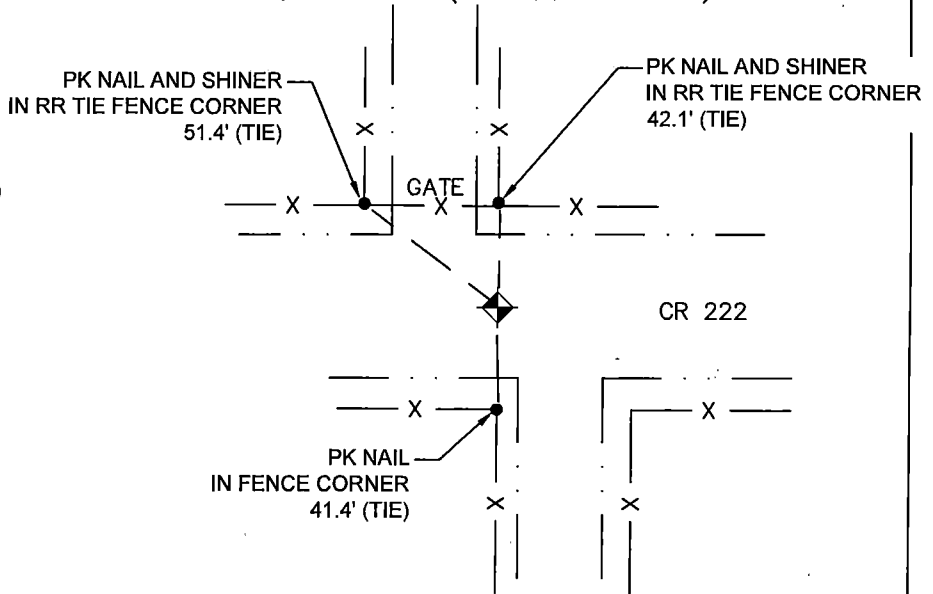 PK NAIL AND SHINER
IN RR TIE FENCE CORNER
51.4' (TIE)
PK NAIL AND SHINER
IN RR TIE FENCE CORNER
42.1' (TIE)
X
X
GATE
X
X
X
CR 222
X
X
PK NAIL
IN FENCE CORNER
41.4' (TIE)
X
X